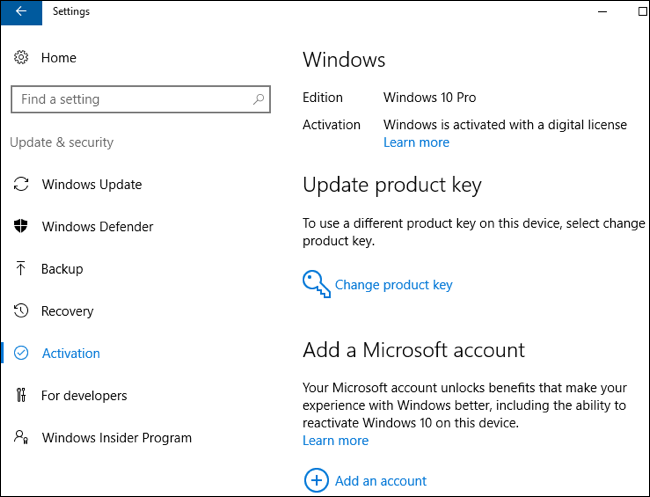 Settings
Home
Find a setting
Update & security
Windows Update
Windows Defender
Backup
Recovery
Activation
For developers
Windows Insider Program
Windows
Edition Windows 10 Pro
Activation Windows is activated with a digital license
Learn more
Update product key
To use a different product key on this device, select change
product key.
Change product key
Add a Microsoft account
Your Microsoft account unlocks benefits that make your
experience with Windows better, including the ability to
reactivate Windows 10 on this device.
Learn more
Add an account